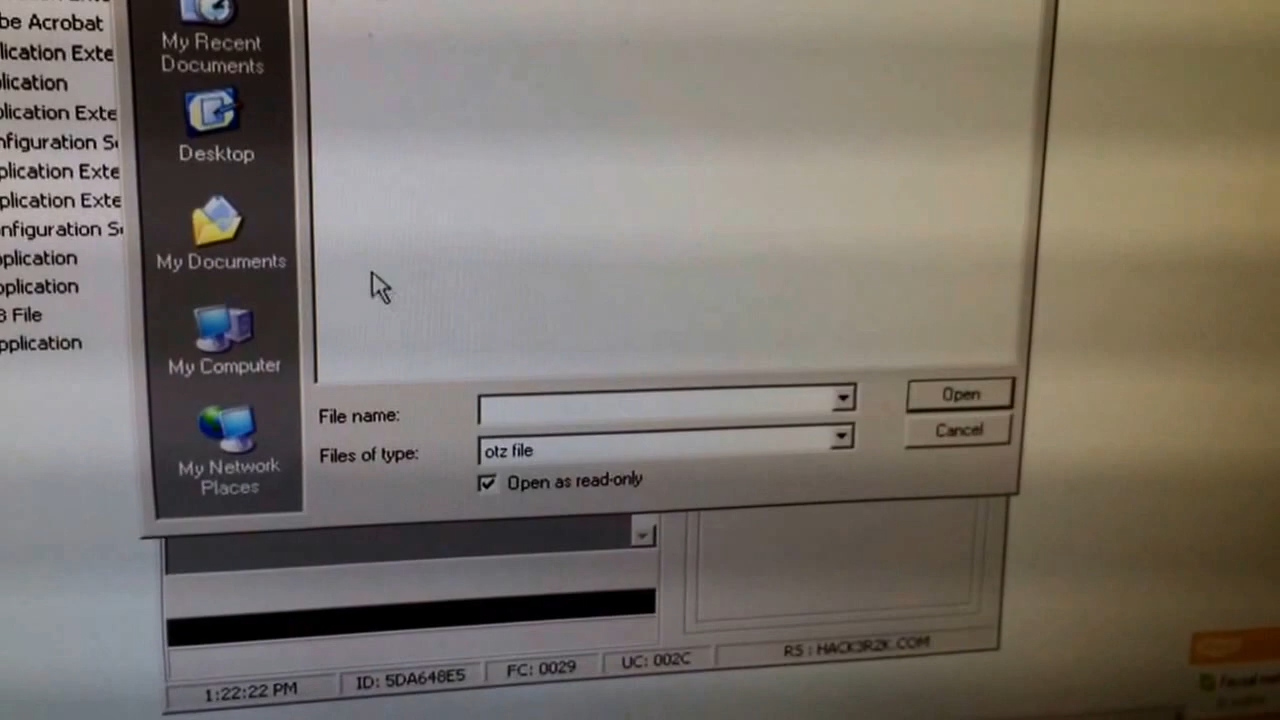 be Acrobat
lication Exte
lication
plication Exte
nfiguration S
plication Exte
plication Exte
nfiguration S
pplication
pplication
B File
pplication
My Recent
Documents
Desktop
My Documents
My Computer
My Network
Places
File name:
Open
Files of type:
otz file
Cancel
Open as read-only
1:22:22 PM
ID: 5DA648E5
FC: 0029
UC: 002C
RS : HACK3R2K.COM